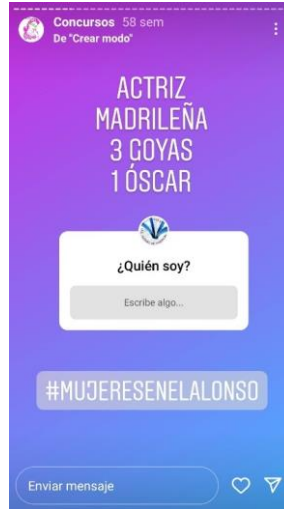 Concursos 58 sem
De "Crear modo"
ACTRIZ
MADRILEÑA
3 GOYAS
1 ÓSCAR
¿Quién soy?
Escribe algo...
#MUJERESENELALONSO
Enviar mensaje